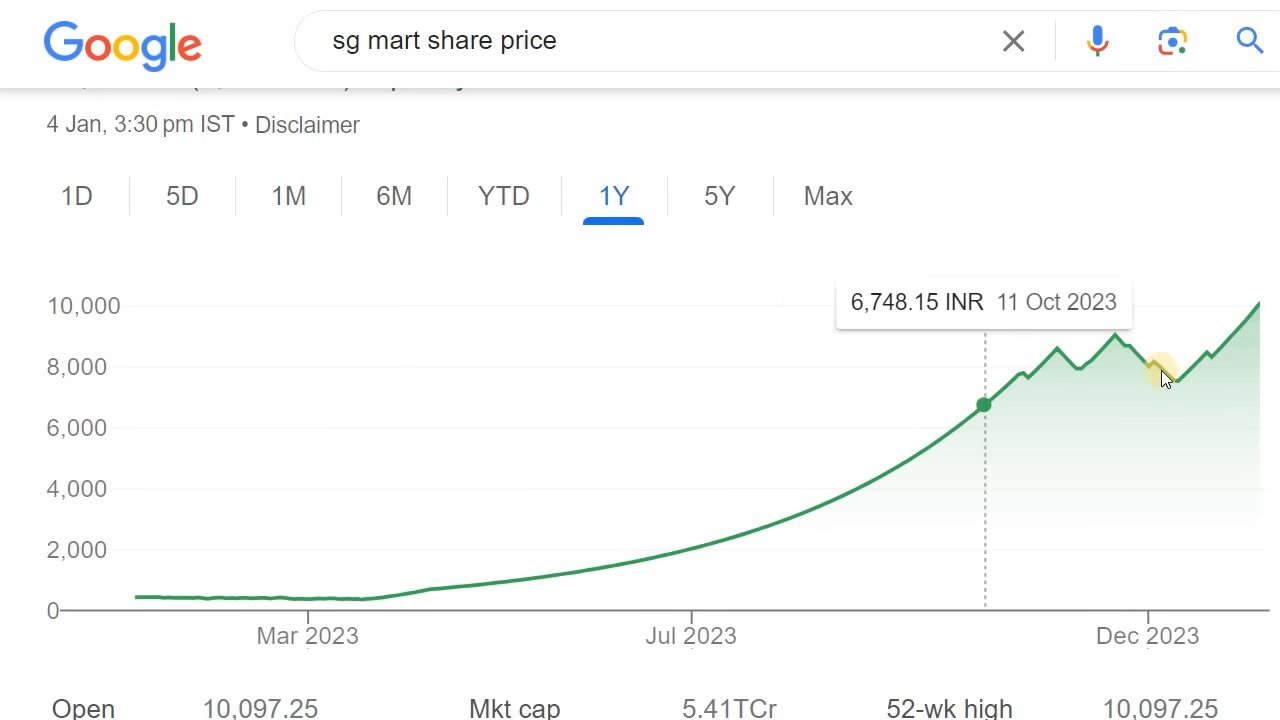 Google
sg mart share price
4 Jan, 3:30 pm IST • Disclaimer
1D 5D 1M 6M YTD 1Y 5Y Max
6,748.15 INR 11 Oct 2023
10,000
8,000
6,000
4,000
2,000
0
Mar 2023 Jul 2023 Dec 2023
Open 10,097.25 Mkt cap 5.41TCr 52-wk high 10,097.25